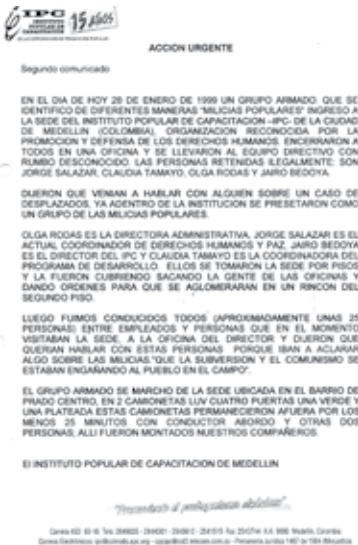 IPC
INSTITUTO
POPULAR DE
CAPACITACION
15 Años
ACCION URGENTE
Segundo comunicado
EN EL DIA DE HOY 28 DE ENERO DE 1999 UN GRUPO ARMADO, QUE SE
IDENTIFICO DE DIFERENTES MANERAS "MILICIAS POPULARES" INGRESO A
LA SEDE DEL INSTITUTO POPULAR DE CAPACITACION –IPC- DE LA CIUDAD
DE MEDELLIN (COLOMBIA), ORGANIZACION RECONOCIDA POR LA
PROMOCION Y DEFENSA DE LOS DERECHOS HUMANOS. ENCERRARON A
TODOS EN UNA OFICINA Y SE LLEVARON AL EQUIPO DIRECTIVO CON
RUMBO DESCONOCIDO. LAS PERSONAS RETENIDAS ILEGALMENTE: SON
JORGE SALAZAR, CLAUDIA TAMAYO, OLGA RODAS Y JAIRO BEDOYA.
DIJERON QUE VENIAN A HABLAR CON ALGUIEN SOBRE UN CASO DE
DESPLAZADOS. YA ADENTRO DE LA INSTITUCION SE PRESETARON COMO
UN GRUPO DE LAS MILICIAS POPULARES.
OLGA RODAS ES LA DIRECTORA ADMINISTRATIVA, JORGE SALAZAR ES EL
ACTUAL COORDINADOR DE DERECHOS HUMANOS Y PAZ, JAIRO BEDOYA
ES EL DIRECTOR DEL IPC Y CLAUDIA TAMAYO ES LA COORDINADORA DEL
PROGRAMA DE DESARROLLO. ELLOS SE TOMARON LA SEDE POR PISOS
Y LA FUERON CUBRIENDO SACANDO LA GENTE DE LAS OFICINAS Y
DANDO ORDENES PARA QUE SE AGLOMERARAN EN UN RINCON DEL
SEGUNDO PISO.
LUEGO FUIMOS CONDUCIDOS TODOS (APROXIMADAMENTE UNAS 25
PERSONAS) ENTRE EMPLEADOS Y PERSONAS QUE EN EL MOMENTO
VISITABAN LA SEDE, A LA OFICINA DEL DIRECTOR Y DIJERON QUE
QUERIAN HABLAR CON ESTAS PERSONAS PORQUE IBAN A ACLARAR
ALGO SOBRE LAS MILICIAS."QUE LA SUBVERSION Y EL COMUNISMO SE
ESTABAN ENGAÑANDO AL PUEBLO EN EL CAMPO".
EL GRUPO ARMADO SE MARCHO DE LA SEDE UBICADA EN EL BARRIO DE
PRADO CENTRO, EN 2 CAMIONETAS LUV CUATRO PUERTAS UNA VERDE Y
UNA PLATEADA ESTAS CAMIONETAS PERMANECIERON AFUERA POR LOS
MENOS 25 MINUTOS CON CONDUCTOR ABORDO Y OTRAS DOS
PERSONAS, ALLI FUERON MONTADOS NUESTROS COMPAÑEROS.
El INSTITUTO POPULAR DE CAPACITACION DE MEDELLIN